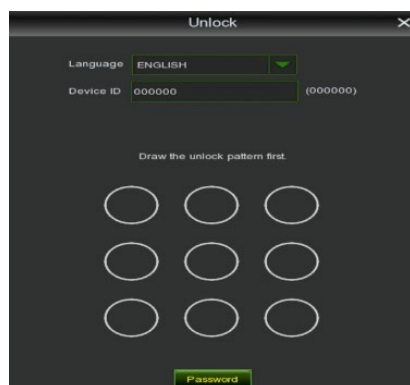 Unlock
Language ENGLISH
Device ID 000000 (000000)
Draw the unlock pattern first.
Password